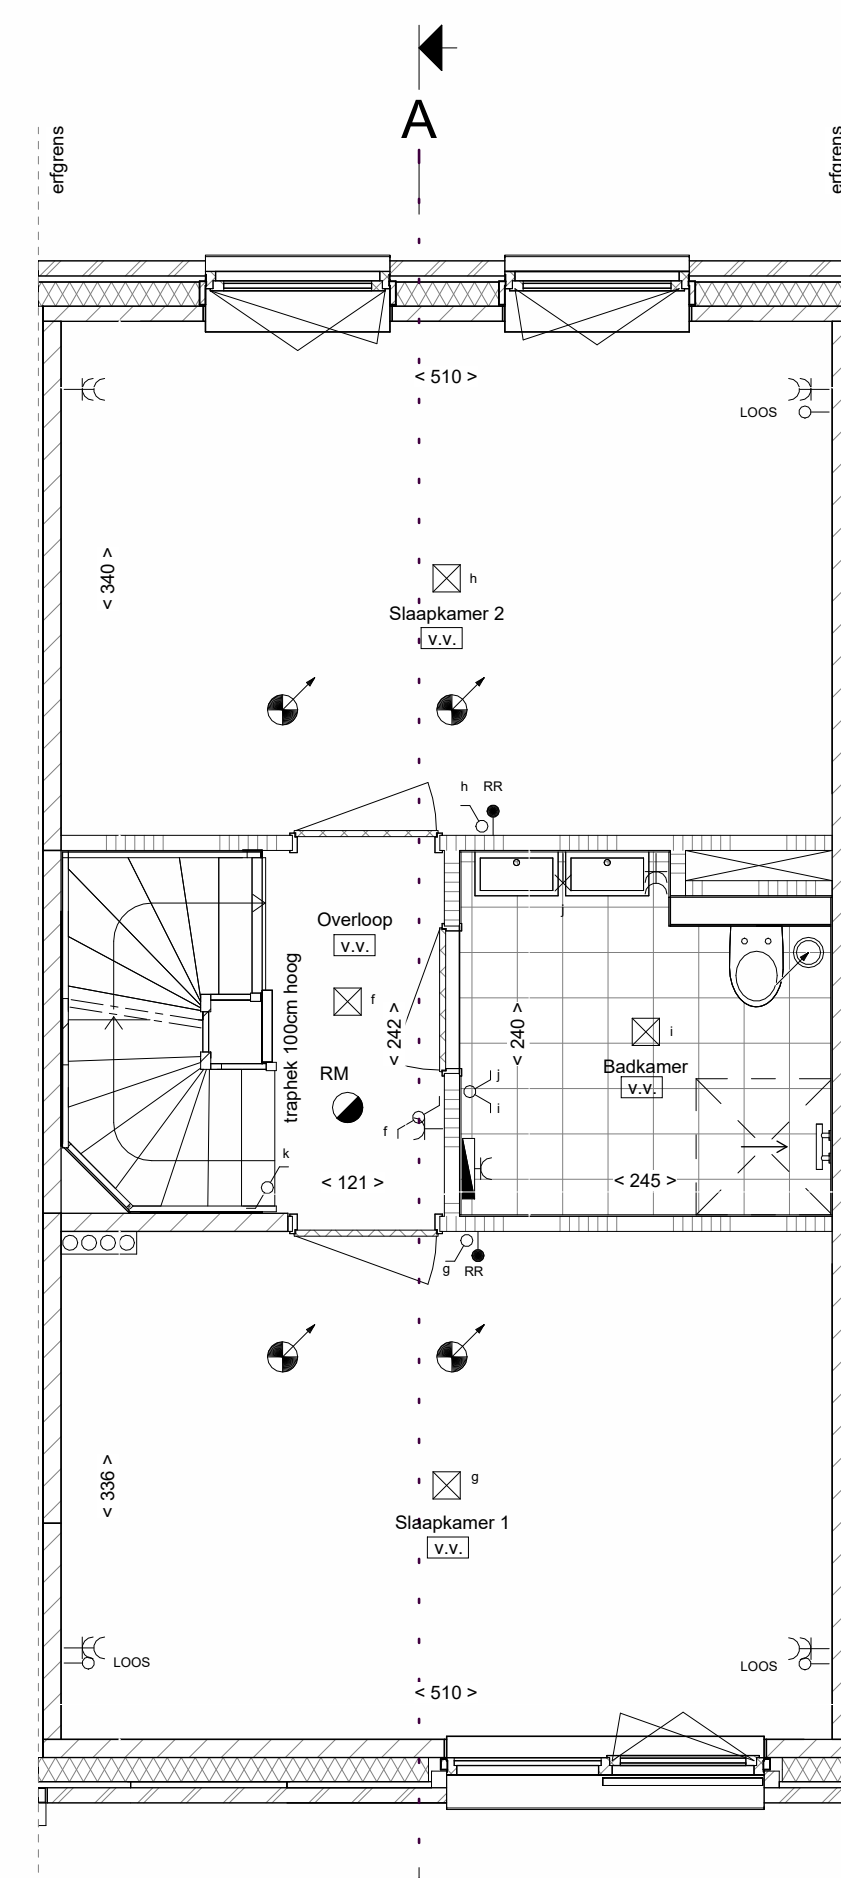 A
erfgrens
erfgrens
< 510 >
LOOS
< 340 >
h
Slaapkamer 2
v.v.
h RR
j
Overloop
v.v.
f
traphek 100cm hoog
< 242 >
< 240 >
i
Badkamer
v.v.
RM
j
i
f
k
< 121 >
< 245 >
g
RR
< 336 >
g
Slaapkamer 1
v.v.
LOOS
LOOS
< 510 >